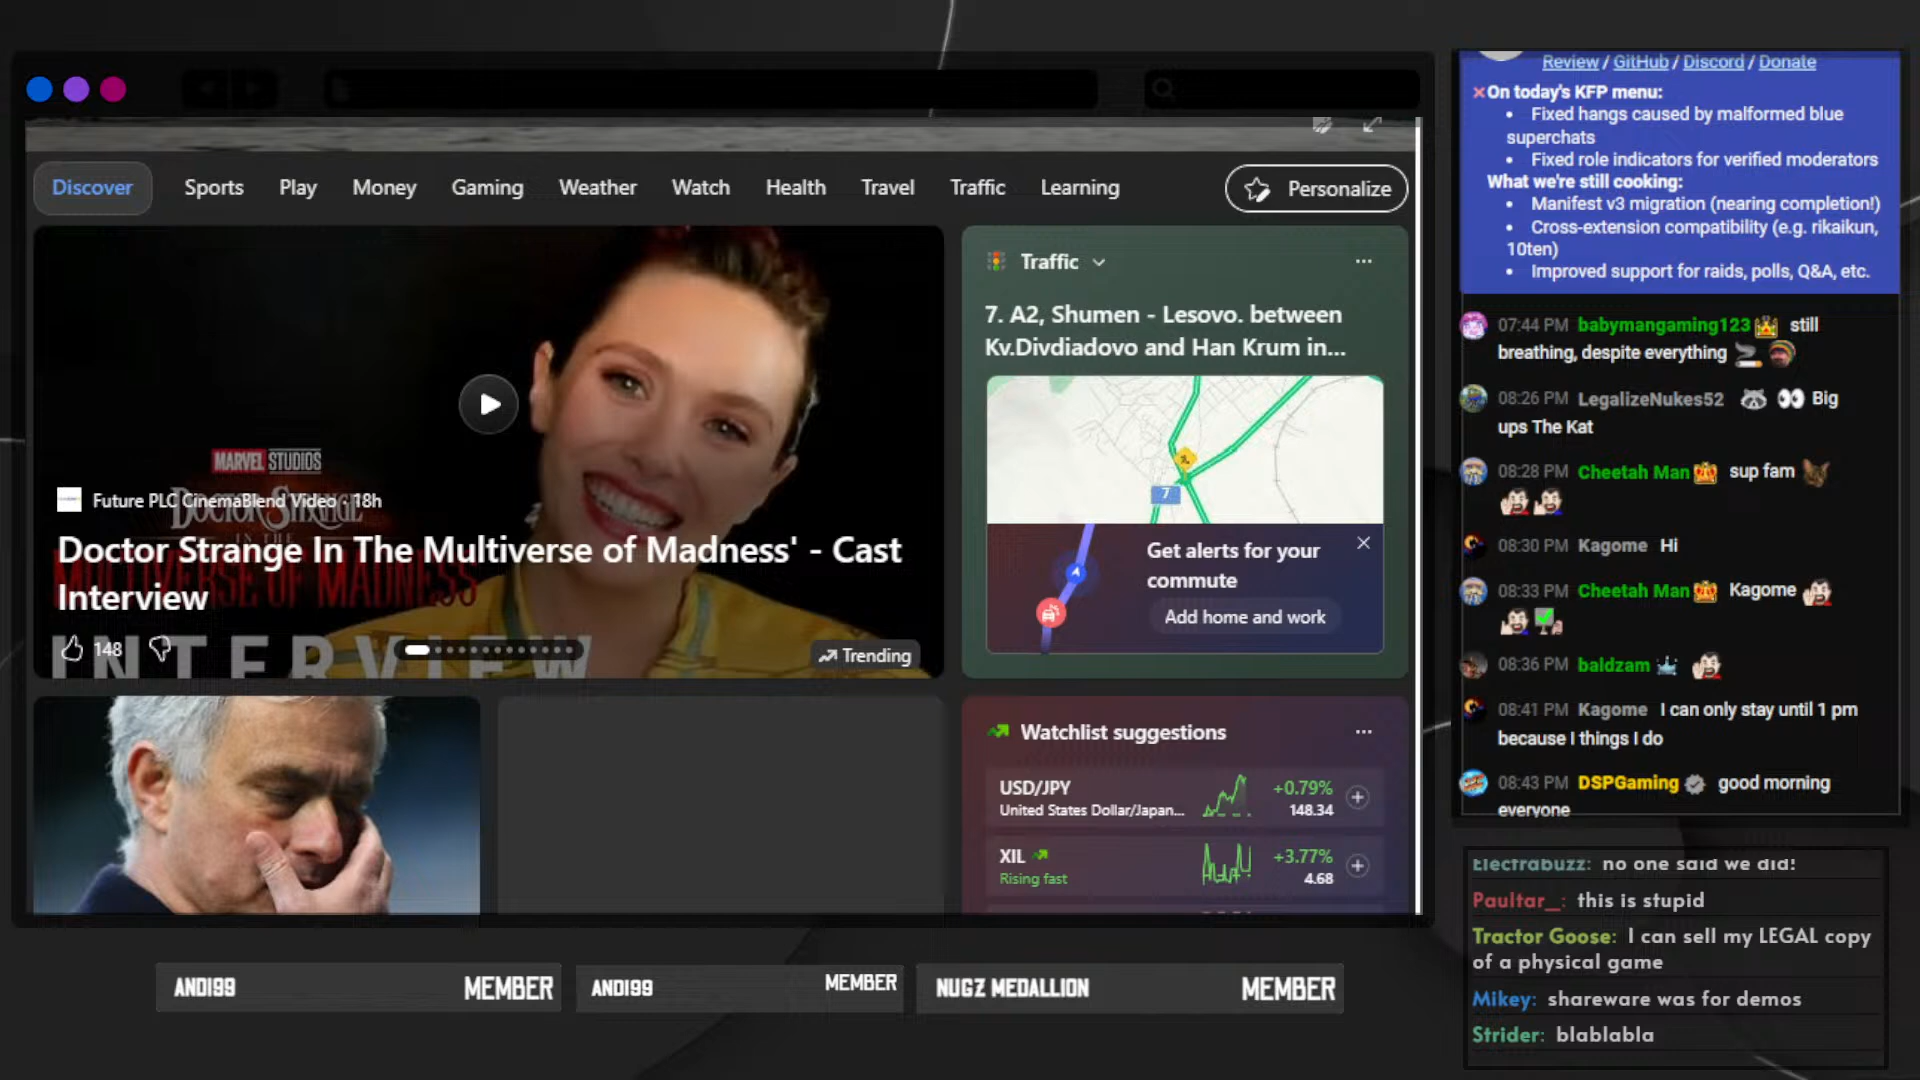 Discover
Sports
Play
Money
Gaming
Weather
Watch
Health
Travel
Traffic
Learning
Personalize
MARVEL STUDIOS
DOCTOR STRANGE
IN THE
MULTIVERSE OF MADNESS
Future PLC CinemaBlend Video · 18h
Doctor Strange In The Multiverse of Madness' - Cast
Interview
INTERVIEW
148
Trending
Traffic
7. A2, Shumen - Lesovo. between
Kv.Divdiadovo and Han Krum in...
7
Get alerts for your
commute
Add home and work
Watchlist suggestions
USD/JPY
+0.79%
United States Dollar/Japan...
148.34
XIL
+3.77%
Rising fast
4.68
ANDI99 MEMBER
ANDI99 MEMBER
NUGZ MEDALLION MEMBER
Review / GitHub / Discord / Donate
On today's KFP menu:
• Fixed hangs caused by malformed blue
superchats
• Fixed role indicators for verified moderators
What we're still cooking:
• Manifest v3 migration (nearing completion!)
• Cross-extension compatibility (e.g. rikaikun,
10ten)
• Improved support for raids, polls, Q&A, etc.
07:44 PM babymangaming123 still
breathing, despite everything
08:26 PM LegalizeNukes52 Big
ups The Kat
08:28 PM Cheetah Man sup fam
08:30 PM Kagome Hi
08:33 PM Cheetah Man Kagome
08:36 PM baldzam
08:41 PM Kagome I can only stay until 1 pm
because I things I do
08:43 PM DSPGaming good morning
everyone
Electrabuzz: no one said we did!
Paultar_: this is stupid
Tractor Goose: I can sell my LEGAL copy
of a physical game
Mikey: shareware was for demos
Strider: blablabla